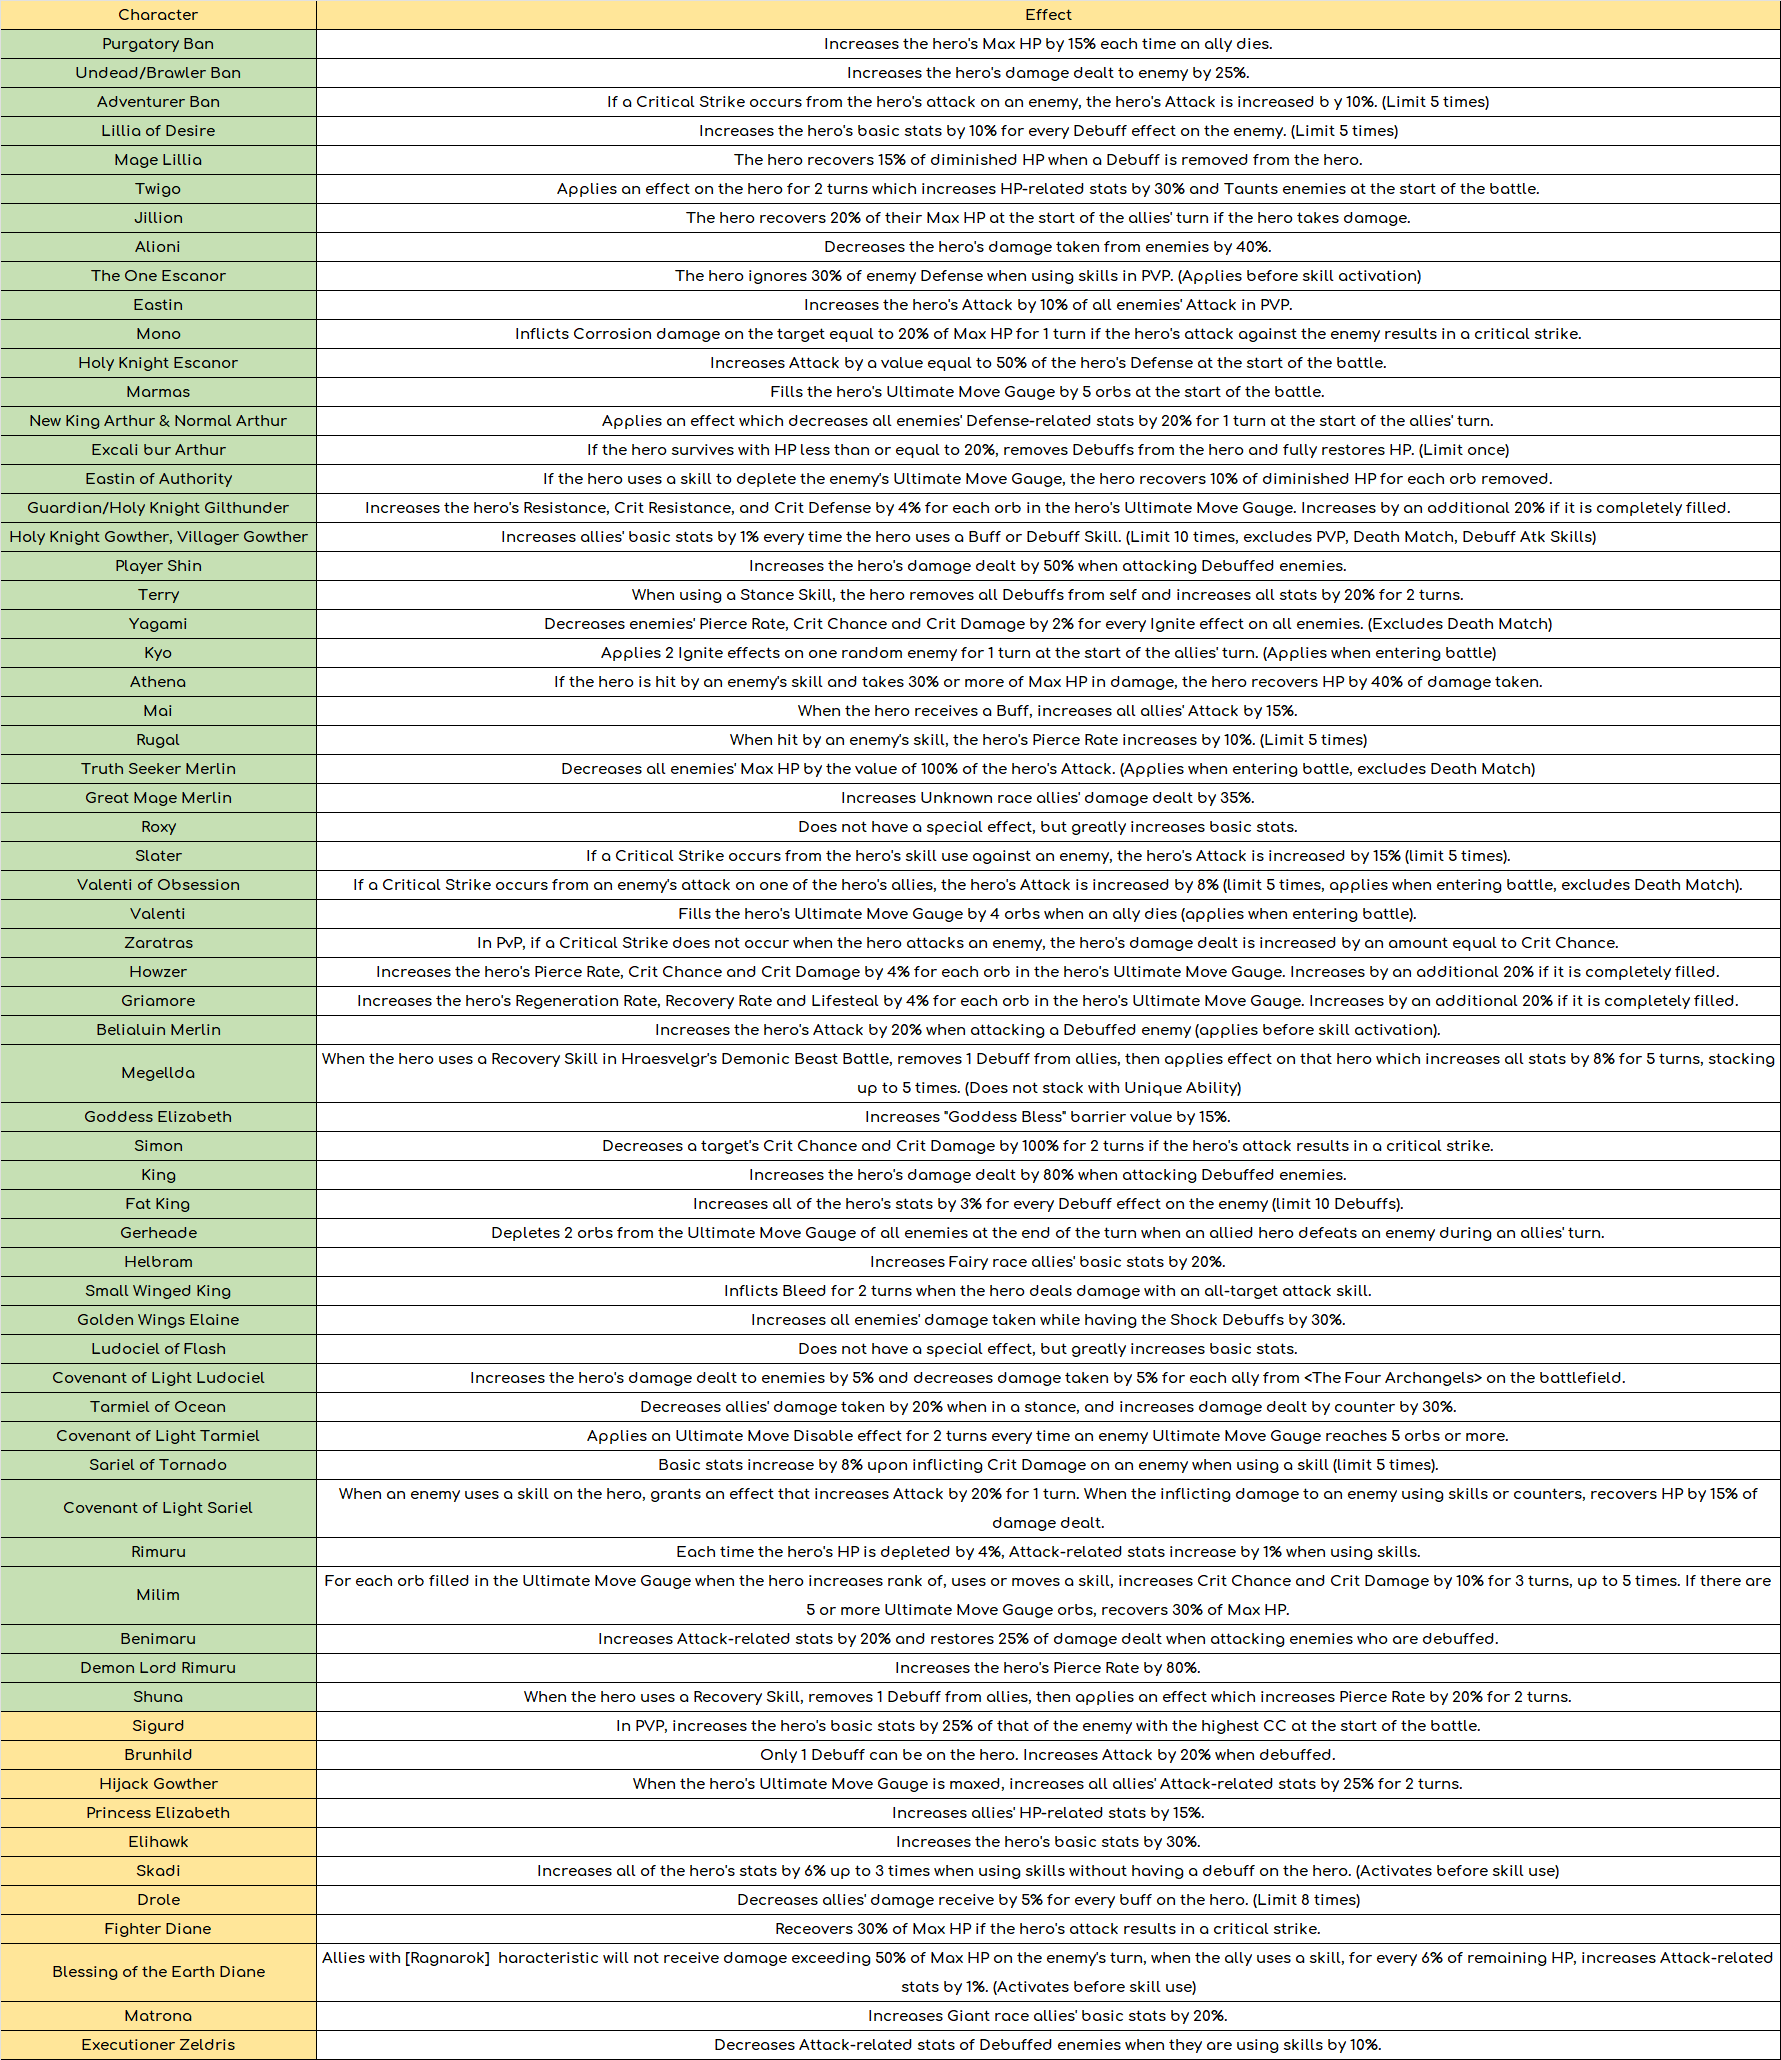 Character Effect
Purgatory Ban Increases the hero's Max HP by 15% each time an ally dies.
Undead/Brawler Ban Increases the hero's damage dealt to enemy by 25%.
Adventurer Ban If a Critical Strike occurs from the hero's attack on an enemy, the hero's Attack is increased b y 10%. (Limit 5 times)
Lillia of Desire Increases the hero's basic stats by 10% for every Debuff effect on the enemy. (Limit 5 times)
Mage Lillia The hero recovers 15% of diminished HP when a Debuff is removed from the hero.
Twigo Applies an effect on the hero for 2 turns which increases HP-related stats by 30% and Taunts enemies at the start of the battle.
Jillion The hero recovers 20% of their Max HP at the start of the allies' turn if the hero takes damage.
Alioni Decreases the hero's damage taken from enemies by 40%.
The One Escanor The hero ignores 30% of enemy Defense when using skills in PVP. (Applies before skill activation)
Eastin Increases the hero's Attack by 10% of all enemies' Attack in PVP.
Mono Inflicts Corrosion damage on the target equal to 20% of Max HP for 1 turn if the hero's attack against the enemy results in a critical strike.
Holy Knight Escanor Increases Attack by a value equal to 50% of the hero's Defense at the start of the battle.
Marmas Fills the hero's Ultimate Move Gauge by 5 orbs at the start of the battle.
New King Arthur & Normal Arthur Applies an effect which decreases all enemies' Defense-related stats by 20% for 1 turn at the start of the allies' turn.
Excali bur Arthur If the hero survives with HP less than or equal to 20%, removes Debuffs from the hero and fully restores HP. (Limit once)
Eastin of Authority If the hero uses a skill to deplete the enemy's Ultimate Move Gauge, the hero recovers 10% of diminished HP for each orb removed.
Guardian/Holy Knight Gilthunder Increases the hero's Resistance, Crit Resistance, and Crit Defense by 4% for each orb in the hero's Ultimate Move Gauge. Increases by an additional 20% if it is completely filled.
Holy Knight Gowther, Villager Gowther Increases allies' basic stats by 1% every time the hero uses a Buff or Debuff Skill. (Limit 10 times, excludes PVP, Death Match, Debuff Atk Skills)
Player Shin Increases the hero's damage dealt by 50% when attacking Debuffed enemies.
Terry When using a Stance Skill, the hero removes all Debuffs from self and increases all stats by 20% for 2 turns.
Yagami Decreases enemies' Pierce Rate, Crit Chance and Crit Damage by 2% for every Ignite effect on all enemies. (Excludes Death Match)
Kyo Applies 2 Ignite effects on one random enemy for 1 turn at the start of the allies' turn. (Applies when entering battle)
Athena If the hero is hit by an enemy's skill and takes 30% or more of Max HP in damage, the hero recovers HP by 40% of damage taken.
Mai When the hero receives a Buff, increases all allies' Attack by 15%.
Rugal When hit by an enemy's skill, the hero's Pierce Rate increases by 10%. (Limit 5 times)
Truth Seeker Merlin Decreases all enemies' Max HP by the value of 100% of the hero's Attack. (Applies when entering battle, excludes Death Match)
Great Mage Merlin Increases Unknown race allies' damage dealt by 35%.
Roxy Does not have a special effect, but greatly increases basic stats.
Slater If a Critical Strike occurs from the hero's skill use against an enemy, the hero's Attack is increased by 15% (limit 5 times).
Valenti of Obsession If a Critical Strike occurs from an enemy's attack on one of the hero's allies, the hero's Attack is increased by 8% (limit 5 times, applies when entering battle, excludes Death Match).
Valenti Fills the hero's Ultimate Move Gauge by 4 orbs when an ally dies (applies when entering battle).
Zaratras In PvP, if a Critical Strike does not occur when the hero attacks an enemy, the hero's damage dealt is increased by an amount equal to Crit Chance.
Howzer Increases the hero's Pierce Rate, Crit Chance and Crit Damage by 4% for each orb in the hero's Ultimate Move Gauge. Increases by an additional 20% if it is completely filled.
Griamore Increases the hero's Regeneration Rate, Recovery Rate and Lifesteal by 4% for each orb in the hero's Ultimate Move Gauge. Increases by an additional 20% if it is completely filled.
Belialuin Merlin Increases the hero's Attack by 20% when attacking a Debuffed enemy (applies before skill activation).
Megellda When the hero uses a Recovery Skill in Hraesvelgr's Demonic Beast Battle, removes 1 Debuff from allies, then applies effect on that hero which increases all stats by 8% for 5 turns, stacking
up to 5 times. (Does not stack with Unique Ability)
Goddess Elizabeth Increases "Goddess Bless" barrier value by 15%.
Simon Decreases a target's Crit Chance and Crit Damage by 100% for 2 turns if the hero's attack results in a critical strike.
King Increases the hero's damage dealt by 80% when attacking Debuffed enemies.
Fat King Increases all of the hero's stats by 3% for every Debuff effect on the enemy (limit 10 Debuffs).
Gerheade Depletes 2 orbs from the Ultimate Move Gauge of all enemies at the end of the turn when an allied hero defeats an enemy during an allies' turn.
Helbram Increases Fairy race allies' basic stats by 20%.
Small Winged King Inflicts Bleed for 2 turns when the hero deals damage with an all-target attack skill.
Golden Wings Elaine Increases all enemies' damage taken while having the Shock Debuffs by 30%.
Ludociel of Flash Does not have a special effect, but greatly increases basic stats.
Covenant of Light Ludociel Increases the hero's damage dealt to enemies by 5% and decreases damage taken by 5% for each ally from <The Four Archangels> on the battlefield.
Tarmiel of Ocean Decreases allies' damage taken by 20% when in a stance, and increases damage dealt by counter by 30%.
Covenant of Light Tarmiel Applies an Ultimate Move Disable effect for 2 turns every time an enemy Ultimate Move Gauge reaches 5 orbs or more.
Sariel of Tornado Basic stats increase by 8% upon inflicting Crit Damage on an enemy when using a skill (limit 5 times).
Covenant of Light Sariel When an enemy uses a skill on the hero, grants an effect that increases Attack by 20% for 1 turn. When the inflicting damage to an enemy using skills or counters, recovers HP by 15% of
damage dealt.
Rimuru Each time the hero's HP is depleted by 4%, Attack-related stats increase by 1% when using skills.
Milim For each orb filled in the Ultimate Move Gauge when the hero increases rank of, uses or moves a skill, increases Crit Chance and Crit Damage by 10% for 3 turns, up to 5 times. If there are
5 or more Ultimate Move Gauge orbs, recovers 30% of Max HP.
Benimaru Increases Attack-related stats by 20% and restores 25% of damage dealt when attacking enemies who are debuffed.
Demon Lord Rimuru Increases the hero's Pierce Rate by 80%.
Shuna When the hero uses a Recovery Skill, removes 1 Debuff from allies, then applies an effect which increases Pierce Rate by 20% for 2 turns.
Sigurd In PVP, increases the hero's basic stats by 25% of that of the enemy with the highest CC at the start of the battle.
Brunhild Only 1 Debuff can be on the hero. Increases Attack by 20% when debuffed.
Hijack Gowther When the hero's Ultimate Move Gauge is maxed, increases all allies' Attack-related stats by 25% for 2 turns.
Princess Elizabeth Increases allies' HP-related stats by 15%.
Elihawk Increases the hero's basic stats by 30%.
Skadi Increases all of the hero's stats by 6% up to 3 times when using skills without having a debuff on the hero. (Activates before skill use)
Drole Decreases allies' damage receive by 5% for every buff on the hero. (Limit 8 times)
Fighter Diane Receovers 30% of Max HP if the hero's attack results in a critical strike.
Blessing of the Earth Diane Allies with [Ragnarok] haracteristic will not receive damage exceeding 50% of Max HP on the enemy's turn, when the ally uses a skill, for every 6% of remaining HP, increases Attack-related
stats by 1%. (Activates before skill use)
Matrona Increases Giant race allies' basic stats by 20%.
Executioner Zeldris Decreases Attack-related stats of Debuffed enemies when they are using skills by 10%.